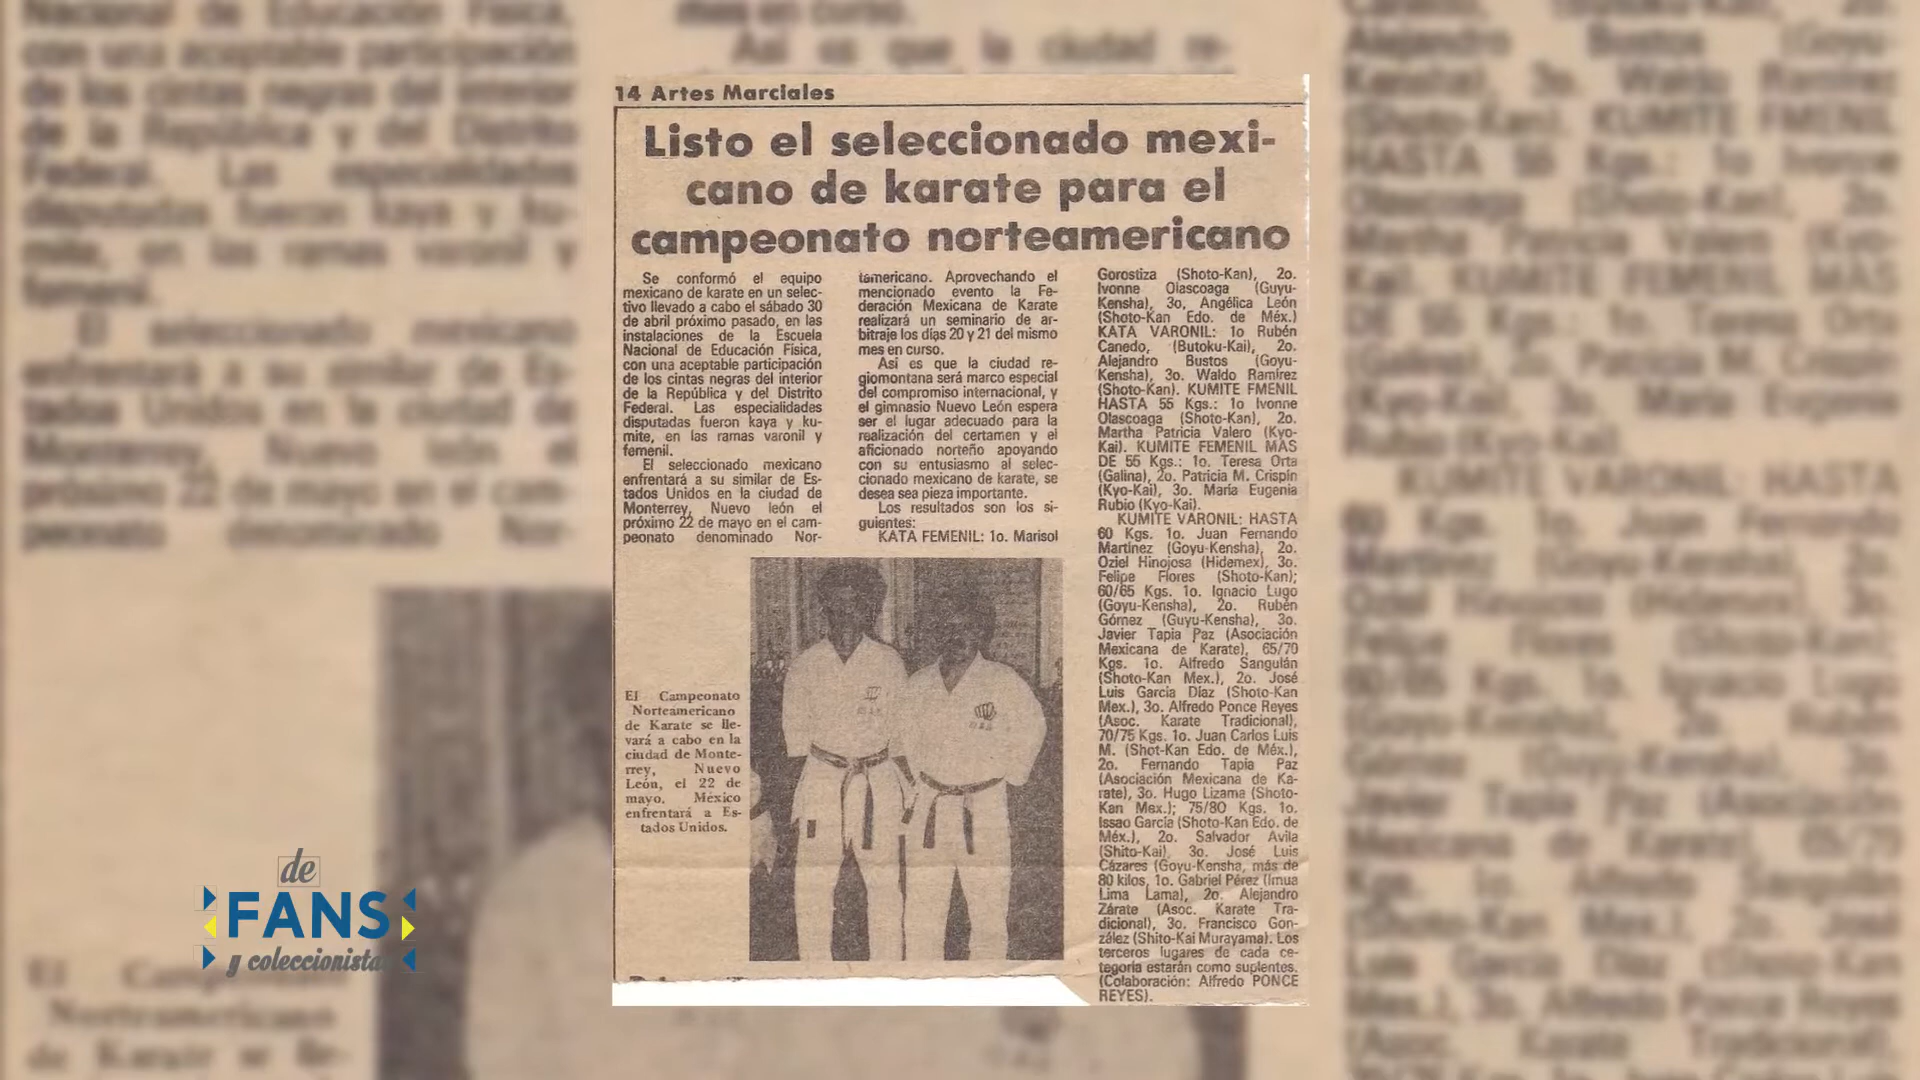 14 Artes Marciales
Listo el seleccionado mexi-
cano de karate para el
campeonato norteamericano
Se conformó el equipo
mexicano de karate en un selec-
tivo llevado a cabo el sábado 30
de abril próximo pasado, en las
instalaciones de la Escuela
Nacional de Educación Física,
con una aceptable participación
de los cintas negras del interior
de la República y del Distrito
Federal. Las especialidades
disputadas fueron kaya y ku-
mite, en las ramas varonil y
femenil.
El seleccionado mexicano
enfrentará a su similar de Es-
tados Unidos en la ciudad de
Monterrey, Nuevo león el
próximo 22 de mayo en el cam-
peonato denominado Nor-
teamericano. Aprovechando el
mencionado evento la Fe-
deración Mexicana de Karate
realizará un seminario de ar-
bitraje los días 20 y 21 del mismo
mes en curso.
Así es que la ciudad re-
giomontana será marco especial
del compromiso internacional, y
el gimnasio Nuevo León espera
ser el lugar adecuado para la
realización del certamen y el
aficionado norteño apoyando
con su entusiasmo al selec-
cionado mexicano de karate, se
desea sea pieza importante.
Los resultados son los si-
guientes:
KATA FEMENIL: 1o. Marisol
Gorostiza (Shoto-Kan), 2o.
Ivonne Olascoaga (Guyu-
Kensha), 3o, Angélica León
(Shoto-Kan Edo. de Méx.)
KATA VARONIL: 1o Rubén
Canedo, (Butoku-Kai), 2o.
Alejandro Bustos (Goyu-
Kensha), 3o. Waldo Ramírez
(Shoto-Kan). KUMITE FMENIL
HASTA 55 Kgs.: 1o Ivonne
Olascoaga (Shoto-Kan), 2o.
Martha Patricia Valero (Kyo-
Kai). KUMITE FEMENIL MAS
DE 55 Kgs.: 1o. Teresa Orta
(Galina), 2o. Patricia M. Crispín
(Kyo-Kai), 3o. María Eugenia
Rubio (Kyo-Kai).
KUMITE VARONIL: HASTA
60 Kgs. 1o. Juan Fernando
Martínez (Goyu-Kensha), 2o.
Oziel Hinojosa (Hidemex), 3o.
Felipe Flores (Shoto-Kan);
60/65 Kgs. 1o. Ignacio Lugo
(Goyu-Kensha), 2o. Rubén
Gómez (Guyu-Kensha), 3o.
Javier Tapia Paz (Asociación
Mexicana de Karate), 65/70
Kgs. 1o. Alfredo Sangulán
(Shoto-Kan Mex.), 2o. José
Luis García Díaz (Shoto-Kan
Mex.), 3o. Alfredo Ponce Reyes
(Asoc. Karate Tradicional),
70/75 Kgs. 1o. Juan Carlos Luis
M. (Shot-Kan Edo. de Méx.),
2o. Fernando Tapia Paz
(Asociación Mexicana de Ka-
rate), 3o. Hugo Lizama (Shoto-
Kan Mex.); 75/80 Kgs. 1o.
Issao García (Shoto-Kan Edo. de
Méx.), 2o. Salvador Avila
(Shito-Kai), 3o. José Luis
Cázares (Goyu-Kensha, más de
80 kilos, 1o. Gabriel Pérez (Imua
Lima Lama), 2o. Alejandro
Zárate (Asoc. Karate Tra-
dicional), 3o. Francisco Gon-
zález (Shito-Kai Murayama). Los
terceros lugares de cada ca-
tegoría estarán como suplentes.
(Colaboración: Alfredo PONCE
REYES).
El Campeonato
Norteamericano
de Karate se lle-
vará a cabo en la
ciudad de Monte-
rrey, Nuevo
León, el 22 de
mayo. México
enfrentará a Es-
tados Unidos.
de
FANS
y coleccionistas